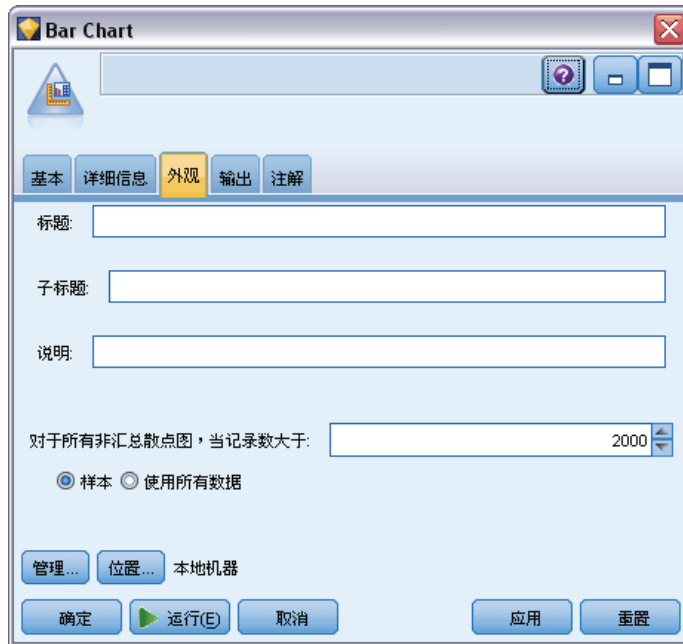 Bar Chart
?
基本 详细信息 外观 输出 注解
标题:
子标题:
说明:
对于所有非汇总散点图，当记录数大于: 2000
样本 使用所有数据
管理... 位置... 本地机器
确定 运行(E) 取消 应用 重置